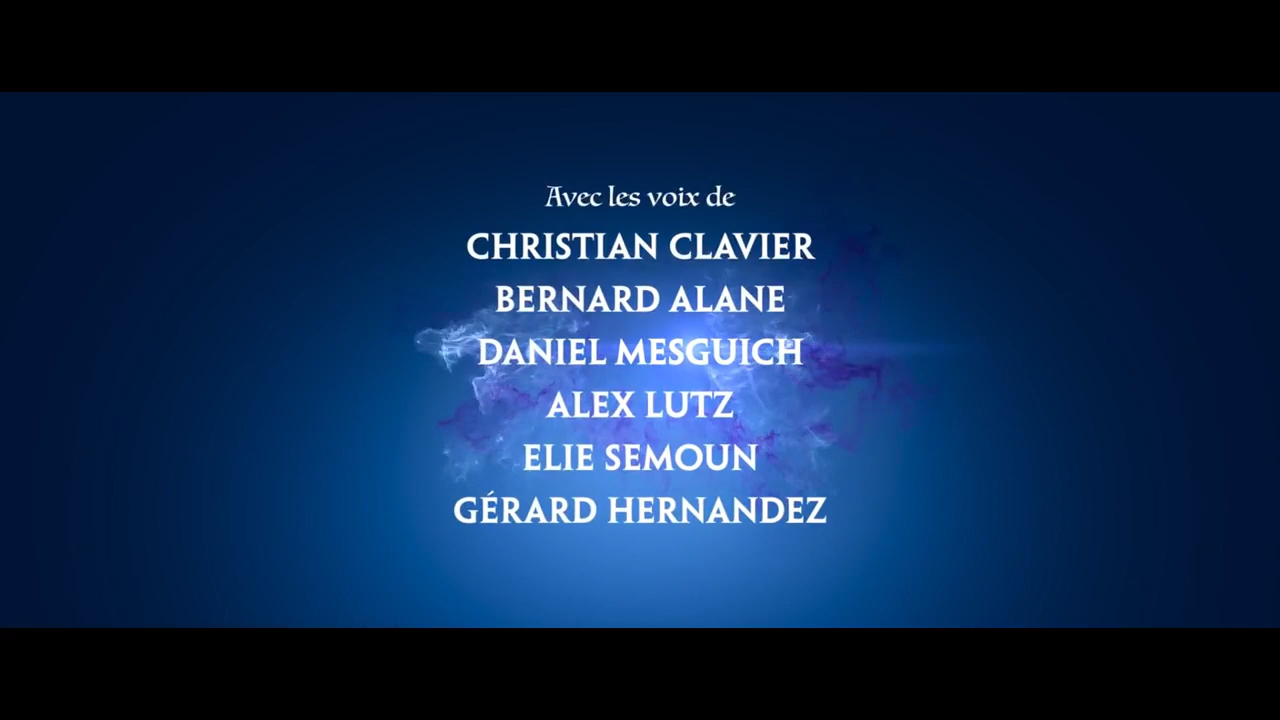 Avec les voix de
CHRISTIAN CLAVIER
BERNARD ALANE
DANIEL MESGUICH
ALEX LUTZ
ELIE SEMOUN
GÉRARD HERNANDEZ